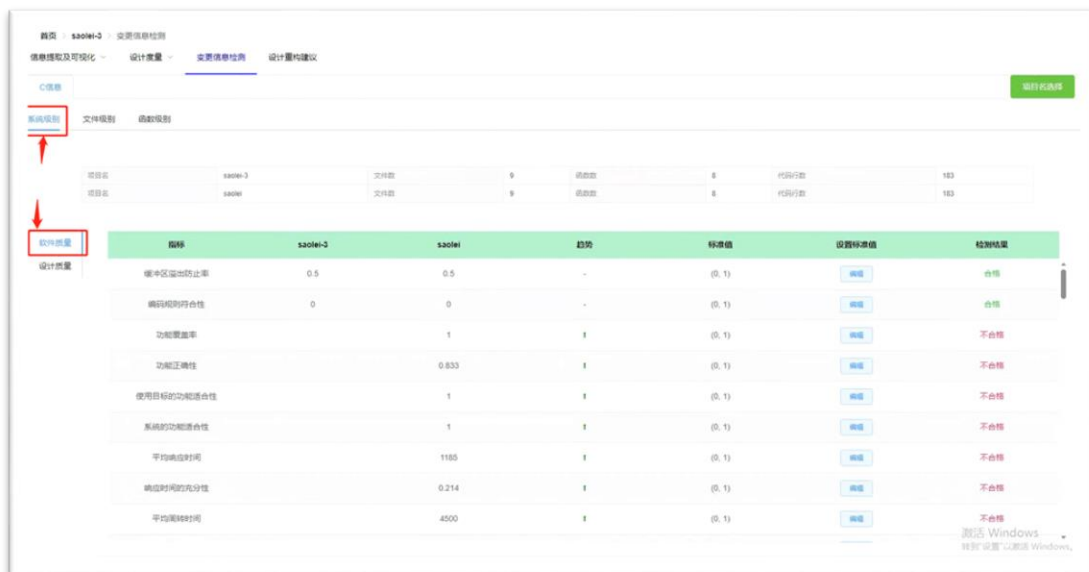 首页 > saolei-3 > 变更信息检测
信息提取及可视化 设计度量 变更信息检测 设计重构建议
C信息 项目名选择
系统级别 文件级别 函数级别
项目名 saolei-3 文件数 9 函数数 8 代码行数 183
项目名 saolei 文件数 9 函数数 8 代码行数 183
软件质量
设计质量
指标 saolei-3 saolei 趋势 标准值 设置标准值 检测结果
缓冲区溢出防止率 0.5 0.5 - (0, 1) 编辑 合格
编码规则符合性 0 0 - (0, 1) 编辑 合格
功能覆盖率 1 (0, 1) 编辑 不合格
功能正确性 0.833 (0, 1) 编辑 不合格
使用目标的功能适合性 1 (0, 1) 编辑 不合格
系统的功能适合性 1 (0, 1) 编辑 不合格
平均响应时间 1185 (0, 1) 编辑 不合格
响应时间的充分性 0.214 (0, 1) 编辑 不合格
平均周转时间 4500 (0, 1) 编辑 不合格
激活 Windows
转到"设置"以激活 Windows。